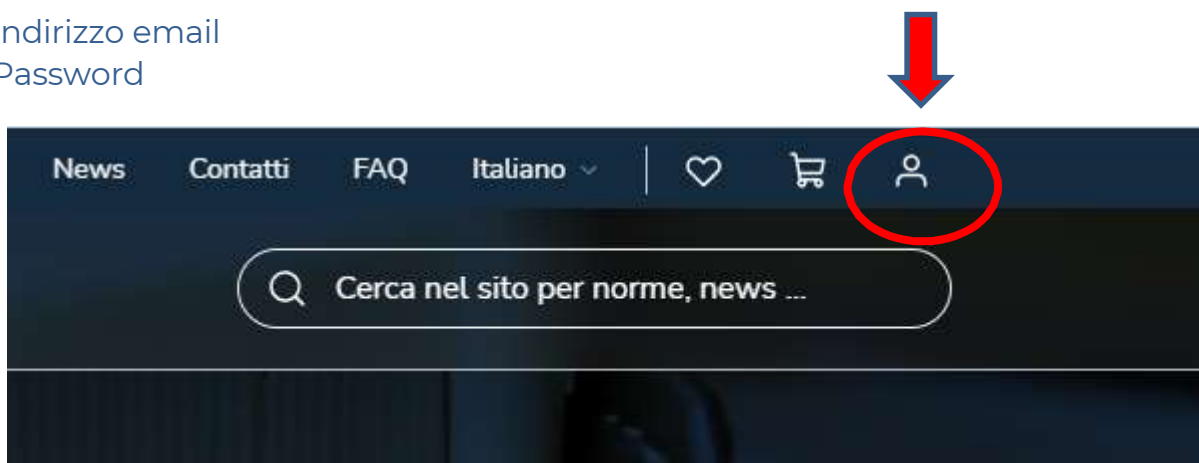 ndirizzo email
Password
News Contatti FAQ Italiano
Cerca nel sito per norme, news ...